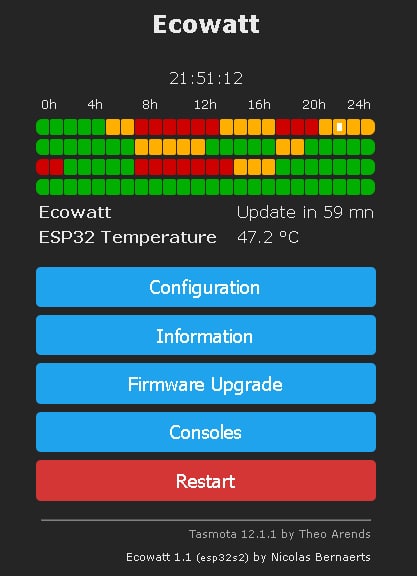 Ecowatt
21:51:12
0h 4h 8h 12h 16h 20h 24h
Ecowatt Update in 59 mn
ESP32 Temperature 47.2 °C
Configuration
Information
Firmware Upgrade
Consoles
Restart
Tasmota 12.1.1 by Theo Arends
Ecowatt 1.1 (esp32s2) by Nicolas Bernaerts